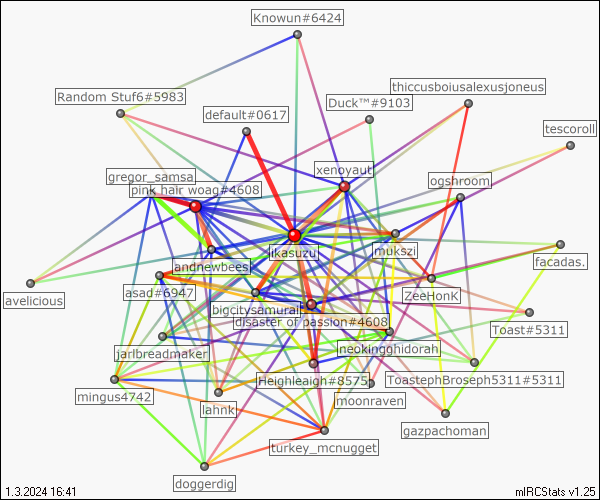 Knowun#6424
thiccusboiusalexusjoneus
Random Stuf6#5983
Duck™#9103
default#0617
tescoroll
xenoyaut
gregor_samsa
ogshroom
pink hair woag#4608
ikasuzu
mukszi
facadas.
andnewbees
asad#6947
ZeeHonK
avelicious
bigcitysamurai
disaster of passion#4608
Toast#5311
neokingghidorah
jarlbreadmaker
Heighleaigh#8575
ToastephBroseph5311#5311
mingus4742
moonraven
lahnk
gazpachoman
turkey_mcnugget
doggerdig
1.3.2024 16:41
mIRCStats v1.25